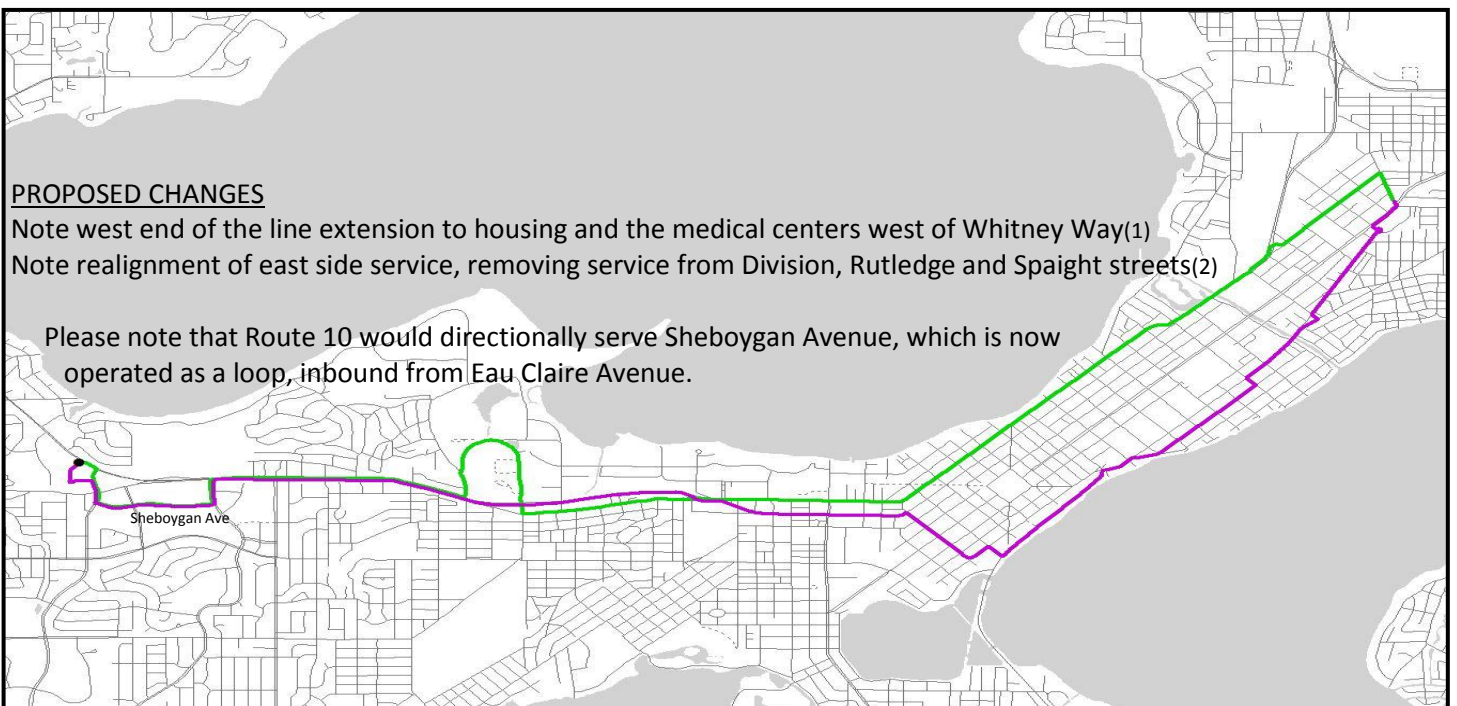 PROPOSED CHANGES
Note west end of the line extension to housing and the medical centers west of Whitney Way(1)
Note realignment of east side service, removing service from Division, Rutledge and Spaight streets(2)
Please note that Route 10 would directionally serve Sheboygan Avenue, which is now
operated as a loop, inbound from Eau Claire Avenue.
Sheboygan Ave